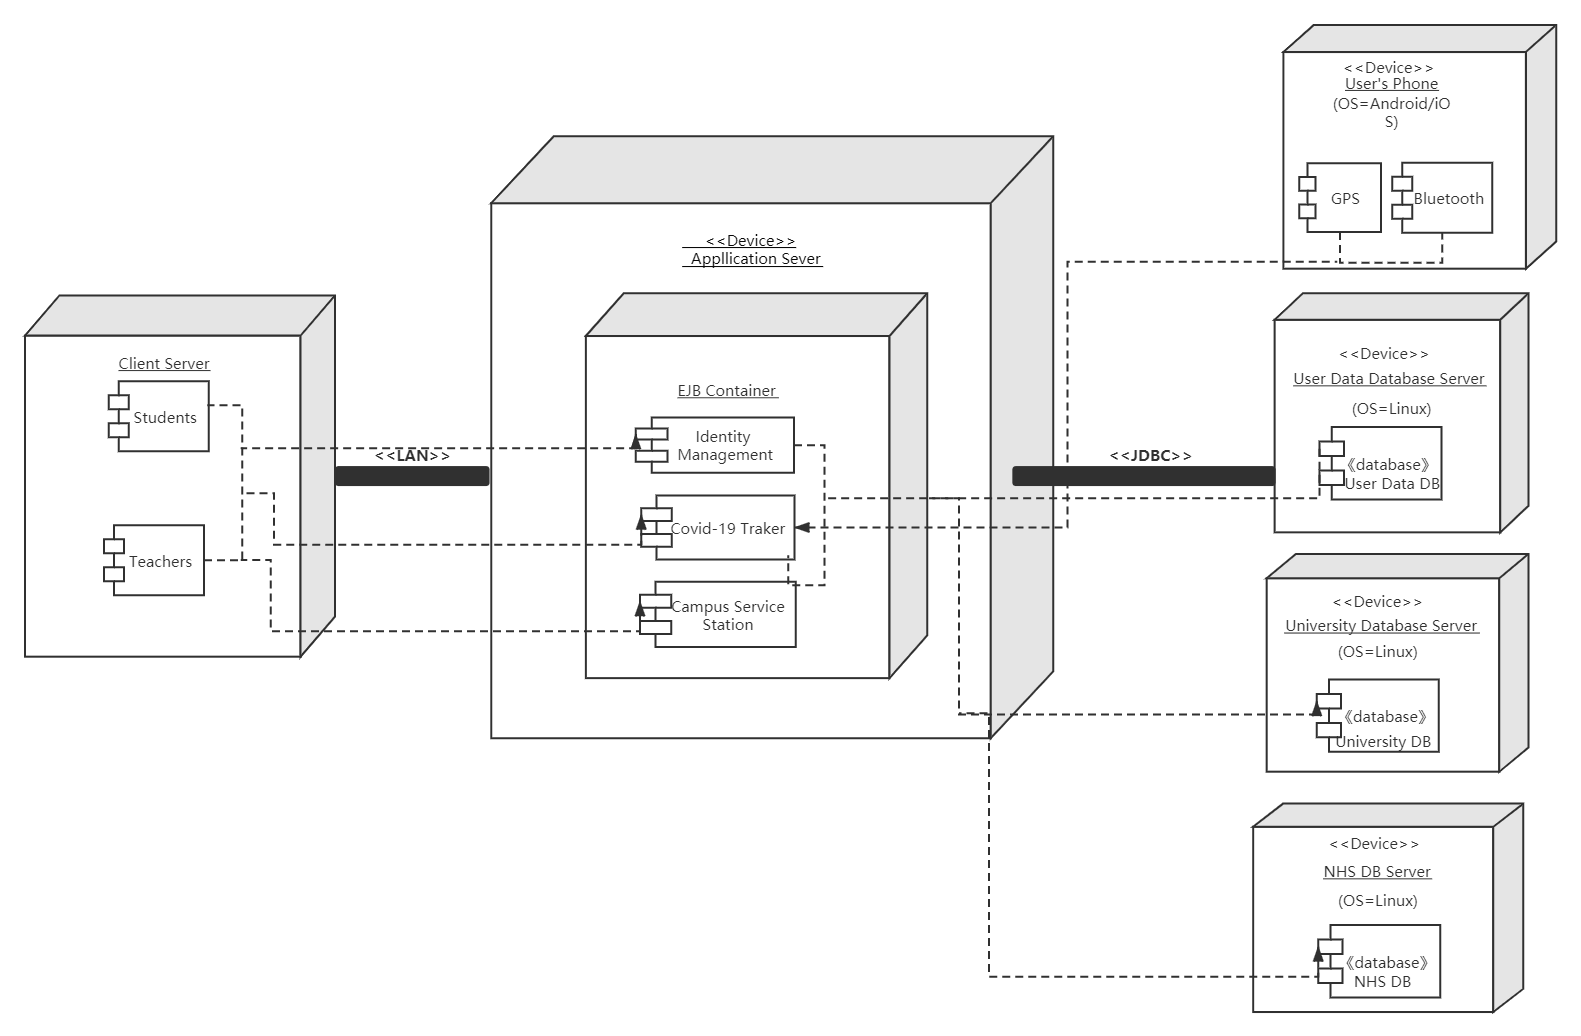 Client Server
Students
Teachers
<<LAN>>
<<Device>>
Appllication Sever
EJB Container
Identity
Management
Covid-19 Traker
Campus Service
Station
<<JDBC>>
<<Device>>
User's Phone
(OS=Android/iO
S)
GPS
Bluetooth
<<Device>>
User Data Database Server
(OS=Linux)
《database》
User Data DB
<<Device>>
University Database Server
(OS=Linux)
《database》
University DB
<<Device>>
NHS DB Server
(OS=Linux)
《database》
NHS DB